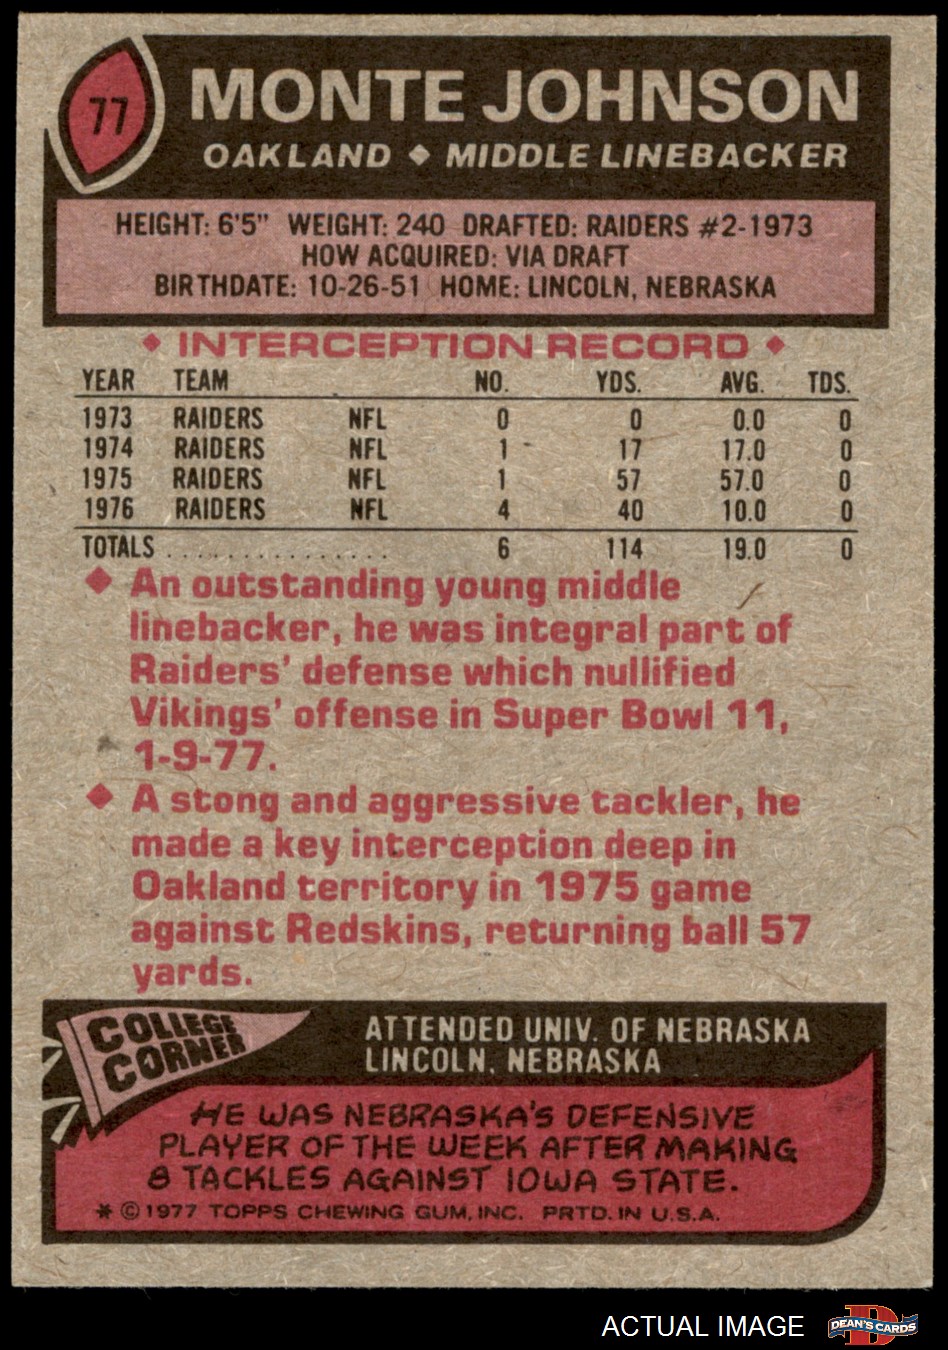 77
MONTE JOHNSON
OAKLAND ◆ MIDDLE LINEBACKER
HEIGHT: 6'5" WEIGHT: 240 DRAFTED: RAIDERS #2-1973
HOW ACQUIRED: VIA DRAFT
BIRTHDATE: 10-26-51 HOME: LINCOLN, NEBRASKA
◆ INTERCEPTION RECORD ◆
YEAR TEAM NO. YDS. AVG. TDS.
1973 RAIDERS NFL 0 0 0.0 0
1974 RAIDERS NFL 1 17 17.0 0
1975 RAIDERS NFL 1 57 57.0 0
1976 RAIDERS NFL 4 40 10.0 0
TOTALS . . . . . . . . . . . . . . . 6 114 19.0 0
◆ An outstanding young middle
linebacker, he was integral part of
Raiders' defense which nullified
Vikings' offense in Super Bowl 11,
1-9-77.
◆ A stong and aggressive tackler, he
made a key interception deep in
Oakland territory in 1975 game
against Redskins, returning ball 57
yards.
COLLEGE
CORNER
ATTENDED UNIV. OF NEBRASKA
LINCOLN, NEBRASKA
HE WAS NEBRASKA'S DEFENSIVE
PLAYER OF THE WEEK AFTER MAKING
8 TACKLES AGAINST IOWA STATE.
* © 1977 TOPPS CHEWING GUM, INC. PRTD. IN U.S.A.
ACTUAL IMAGE
D
DEAN'S CARDS